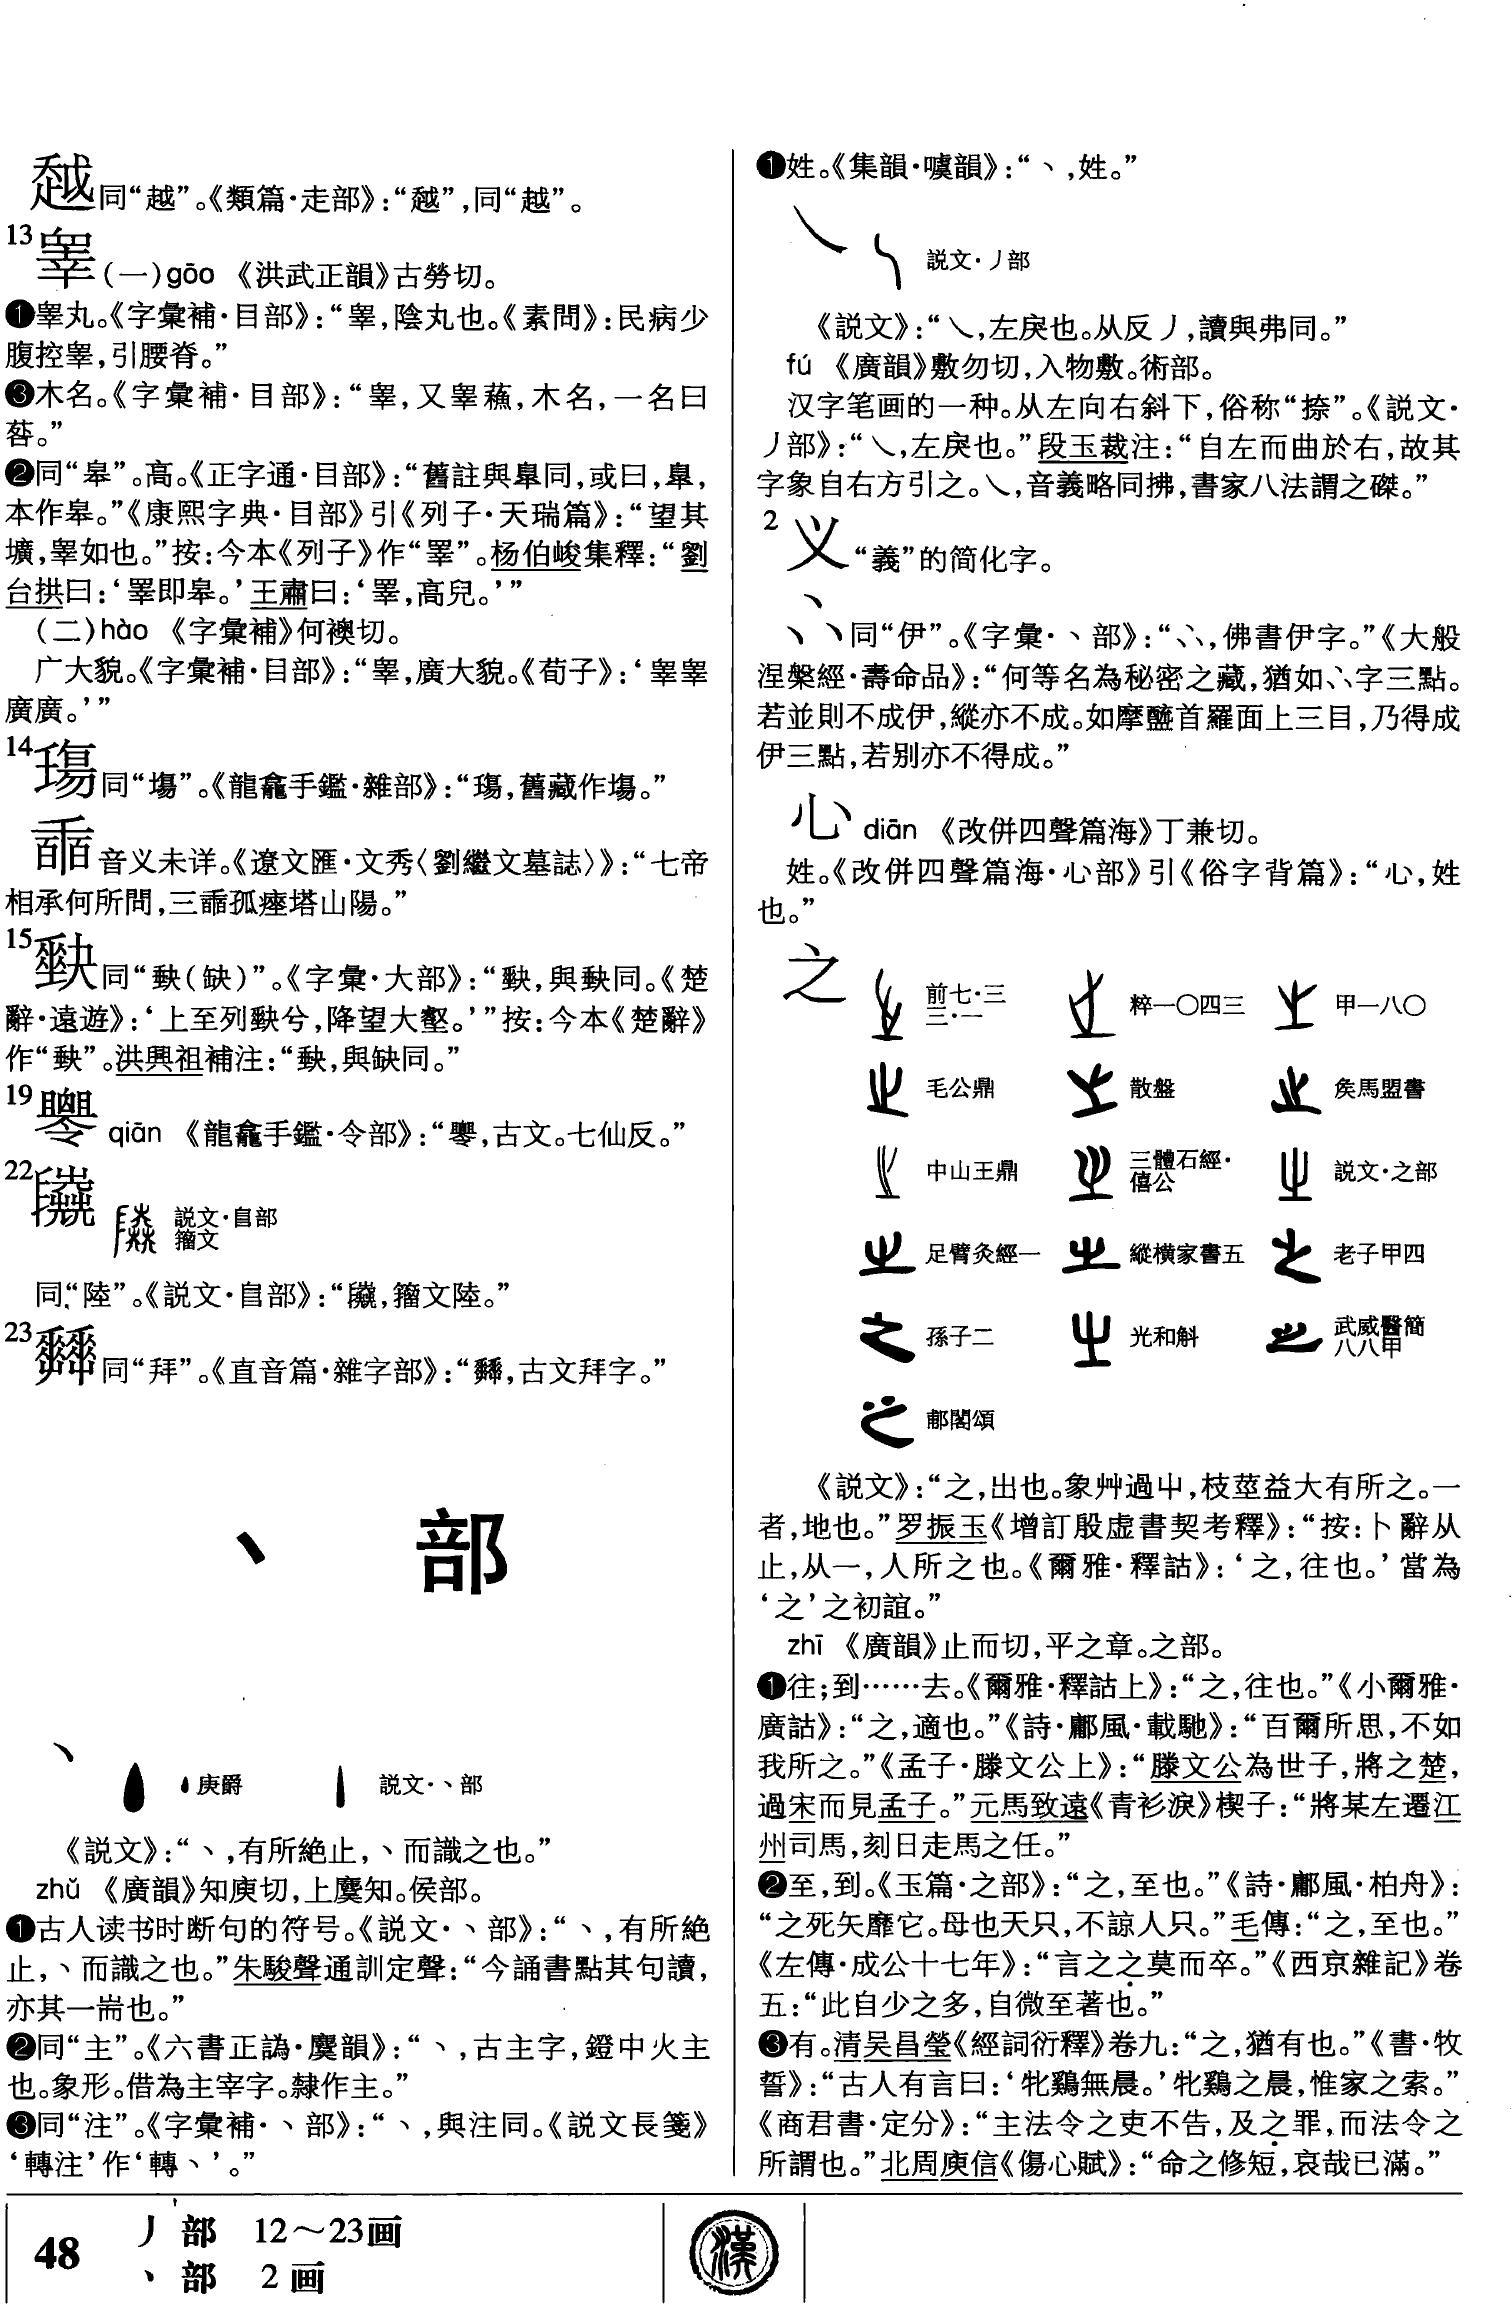 同“越”。《類篇·走部》:“ ”,同“越”。
13
睾(一)gāo 《洪武正韻》古勞切。
❶睾丸。《字彙補·目部》:“睾,陰丸也。《素問》:民病少
腹控睾,引腰脊。”
❸木名。《字彙補·目部》:“睾,又睾蘓,木名,一名曰
䓘。”
❷同“皋”。高。《正字通·目部》:“舊註與臯同,或曰,臯,
本作皋。”《康熙字典·目部》引《列子·天瑞篇》:“望其
壙,睾如也。”按:今本《列子》作“睪”。杨伯峻集釋:“劉
台拱曰:‘睪即皋。’王肅曰:‘睪,高皃。’”
(二)hào 《字彙補》何襖切。
广大貌。《字彙補·目部》:“睾,廣大貌。《荀子》:‘睾睾
廣廣。’”
14
同“塲”。《龍龕手鑑·雜部》:“ ,舊藏作塲。”
音义未详。《遼文匯·文秀〈劉繼文墓誌〉》:“七帝
相承何所問,三 孤瘞塔山陽。”
15
同“ (缺)”。《字彙·大部》:“ ,與 同。《楚
辭·遠遊》:‘上至列 兮,降望大壑。’”按:今本《楚辭》
作“ ”。洪興祖補注:“ ,與缺同。”
19
qiān 《龍龕手鑑·令部》:“ ,古文。七仙反。”
22
説文·𨸏部
籀文
同“陸”。《説文·𨸏部》:“ ,籀文陸。”
23
同“拜”。《直音篇·雜字部》:“ ,古文拜字。”
丶 部
丶
庚爵 説文·丶部
《説文》:“丶,有所絶止,丶而識之也。”
zhǔ 《廣韻》知庾切,上麌知。侯部。
❶古人读书时断句的符号。《説文·丶部》:“丶,有所絶
止,丶而識之也。”朱駿聲通訓定聲:“今誦書點其句讀,
亦其一耑也。”
❷同“主”。《六書正譌·麌韻》:“丶,古主字,鐙中火主
也。象形。借為主宰字。隸作主。”
❸同“注”。《字彙補·丶部》:“丶,與注同。《説文長箋》
‘轉注’作‘轉丶’。”
❶姓。《集韻·噳韻》:“丶,姓。”
㇏ 説文·丿部
《説文》:“㇏,左戾也。从反丿,讀與弗同。”
fú 《廣韻》敷勿切,入物敷。術部。
汉字笔画的一种。从左向右斜下,俗称“捺”。《説文·
丿部》:“㇏,左戾也。”段玉裁注:“自左而曲於右,故其
字象自右方引之。㇏,音義略同拂,書家八法謂之磔。”
2
义“義”的简化字。
同“伊”。《字彙·丶部》:“ ,佛書伊字。”《大般
涅槃經·壽命品》:“何等名為秘密之藏,猶如 字三點。
若並則不成伊,縱亦不成。如摩醯首羅面上三目,乃得成
伊三點,若别亦不得成。”
diān 《改併四聲篇海》丁兼切。
姓。《改併四聲篇海·心部》引《俗字背篇》:“ ,姓
也。”
之 前七·三三·一 粹一〇四三 甲一八〇
毛公鼎 散盤 矦馬盟書
中山王鼎 三體石經·僖公 説文·之部
足臂灸經一 縱横家書五 老子甲四
孫子二 光和斛 武威醫簡八八甲
郙閣頌
《説文》:“之,出也。象艸過屮,枝莖益大有所之。一
者,地也。”罗振玉《增訂殷虚書契考釋》:“按:卜辭从
止,从一,人所之也。《爾雅·釋詁》:‘之,往也。’當為
‘之’之初誼。”
zhī 《廣韻》止而切,平之章。之部。
❶往;到……去。《爾雅·釋詁上》:“之,往也。”《小爾雅·
廣詁》:“之,適也。”《詩·鄘風·載馳》:“百爾所思,不如
我所之。”《孟子·滕文公上》:“滕文公為世子,將之楚,
過宋而見孟子。”元馬致遠《青衫淚》楔子:“將某左遷江
州司馬,刻日走馬之任。”
❷至,到。《玉篇·之部》:“之,至也。”《詩·鄘風·柏舟》:
“之死矢靡它。母也天只,不諒人只。”毛傳:“之,至也。”
《左傳·成公十七年》:“言之之莫而卒。”《西京雜記》卷
五:“此自少之多,自微至著也。”
❸有。清吴昌瑩《經詞衍釋》卷九:“之,猶有也。”《書·牧
誓》:“古人有言曰:‘牝鷄無晨。’牝鷄之晨,惟家之索。”
《商君書·定分》:“主法令之吏不告,及之罪,而法令之
所謂也。”北周庾信《傷心賦》:“命之修短,哀哉已滿。”
48 丿部 12～23画
丶部 2画
漢